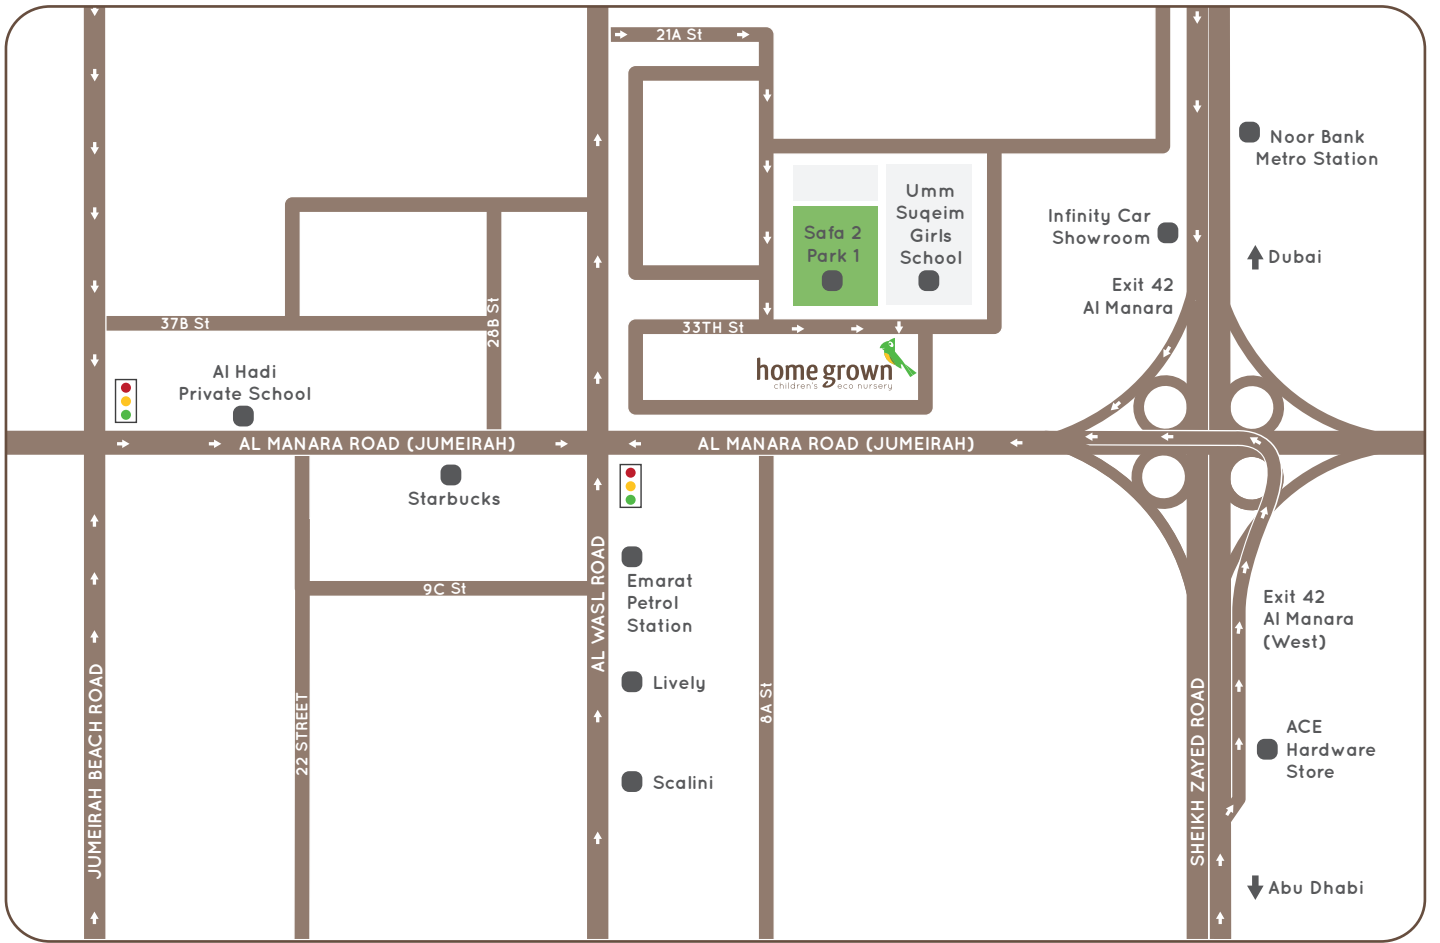 21A St
Noor Bank
Metro Station
Umm
Suqeim
Girls
School
Safa 2
Park 1
Infinity Car
Showroom
Dubai
Exit 42
Al Manara
37B St
28B St
33TH St
home grown
children's eco nursery
Al Hadi
Private School
AL MANARA ROAD (JUMEIRAH)
AL MANARA ROAD (JUMEIRAH)
Starbucks
AL WASL ROAD
Emarat
Petrol
Station
9C St
Exit 42
Al Manara
(West)
JUMEIRAH BEACH ROAD
22 STREET
Lively
8A St
SHEIKH ZAYED ROAD
ACE
Hardware
Store
Scalini
Abu Dhabi